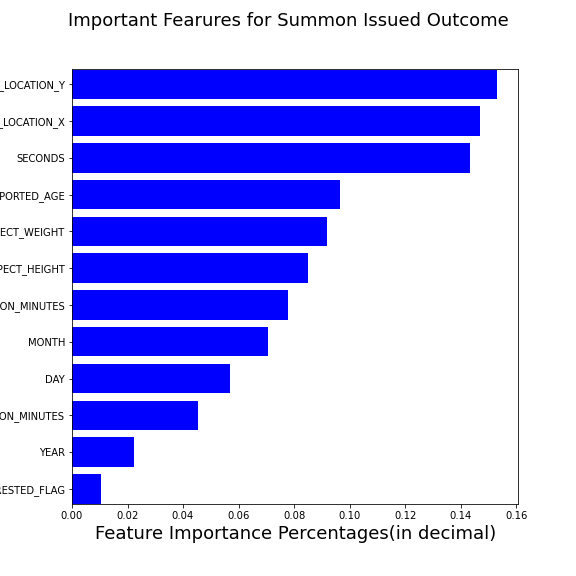 Important Fearures for Summon Issued Outcome
_LOCATION_Y
_LOCATION_X
SECONDS
PORTED_AGE
ECT_WEIGHT
PECT_HEIGHT
ON_MINUTES
MONTH
DAY
ON_MINUTES
YEAR
RESTED_FLAG
0.00 0.02 0.04 0.06 0.08 0.10 0.12 0.14 0.16
Feature Importance Percentages(in decimal)